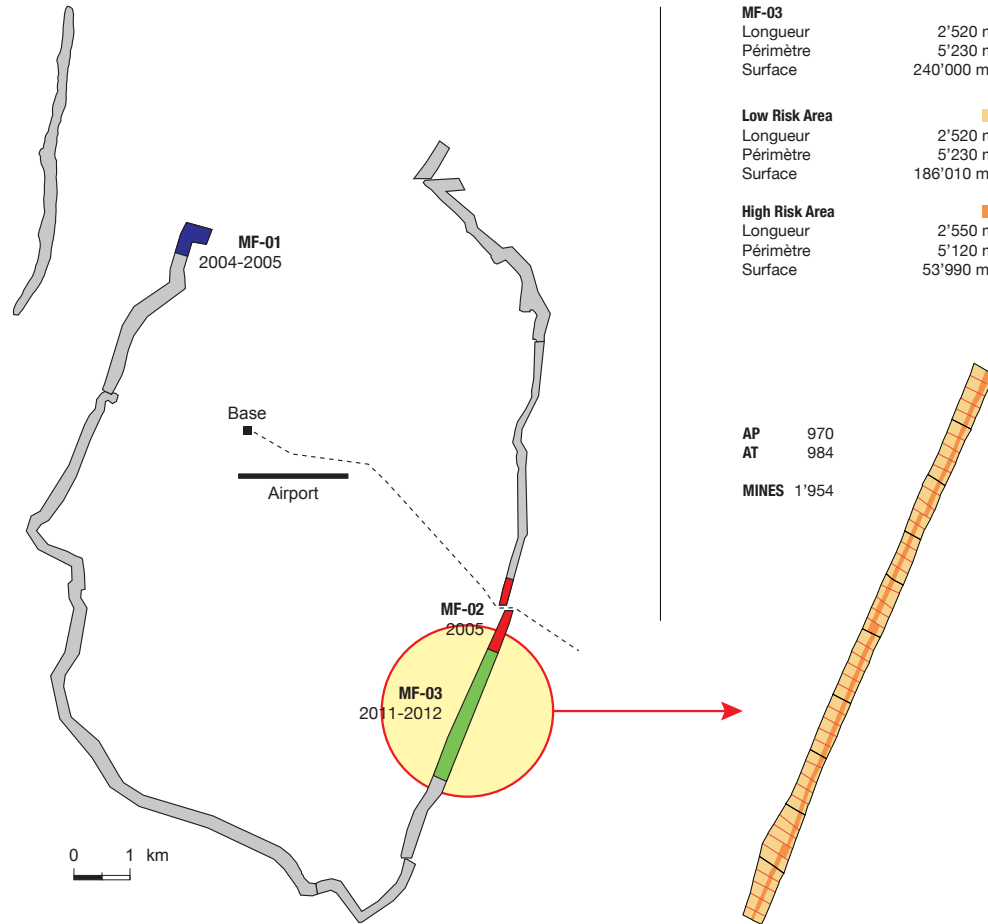 MF-01
2004-2005
Base
Airport
MF-02
2005
MF-03
2011-2012
0 1 km
MF-03
Longueur 2’520 m
Périmètre 5’230 m
Surface 240’000 m
Low Risk Area
Longueur 2’520 m
Périmètre 5’230 m
Surface 186’010 m
High Risk Area
Longueur 2’550 m
Périmètre 5’120 m
Surface 53’990 m
AP 970
AT 984
MINES 1’954